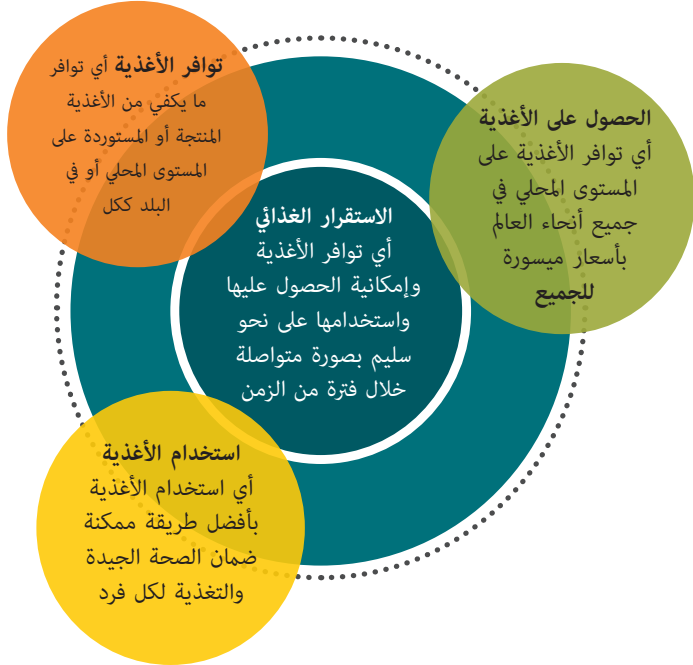 توافر الأغذية أي توافر
ما يكفي من الأغذية
المنتجة أو المستوردة على
المستوى المحلي أو في
البلد ككل
الحصول على الأغذية
أي توافر الأغذية على
المستوى المحلي في
جميع أنحاء العالم
بأسعار ميسورة
للجميع
الاستقرار الغذائي
أي توافر الأغذية
وإمكانية الحصول عليها
واستخدامها على نحو
سليم بصورة متواصلة
خلال فترة من الزمن
استخدام الأغذية
أي استخدام الأغذية
بأفضل طريقة ممكنة
ضمان الصحة الجيدة
والتغذية لكل فرد